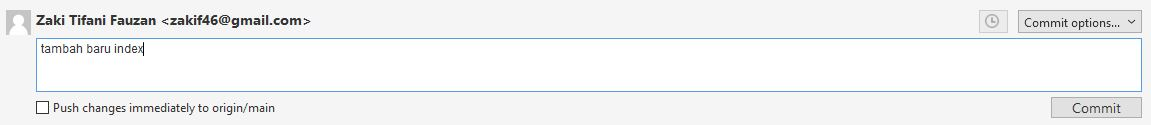 Zaki Tifani Fauzan <zakif46@gmail.com>
Commit options...
tambah baru index
Push changes immediately to origin/main
Commit